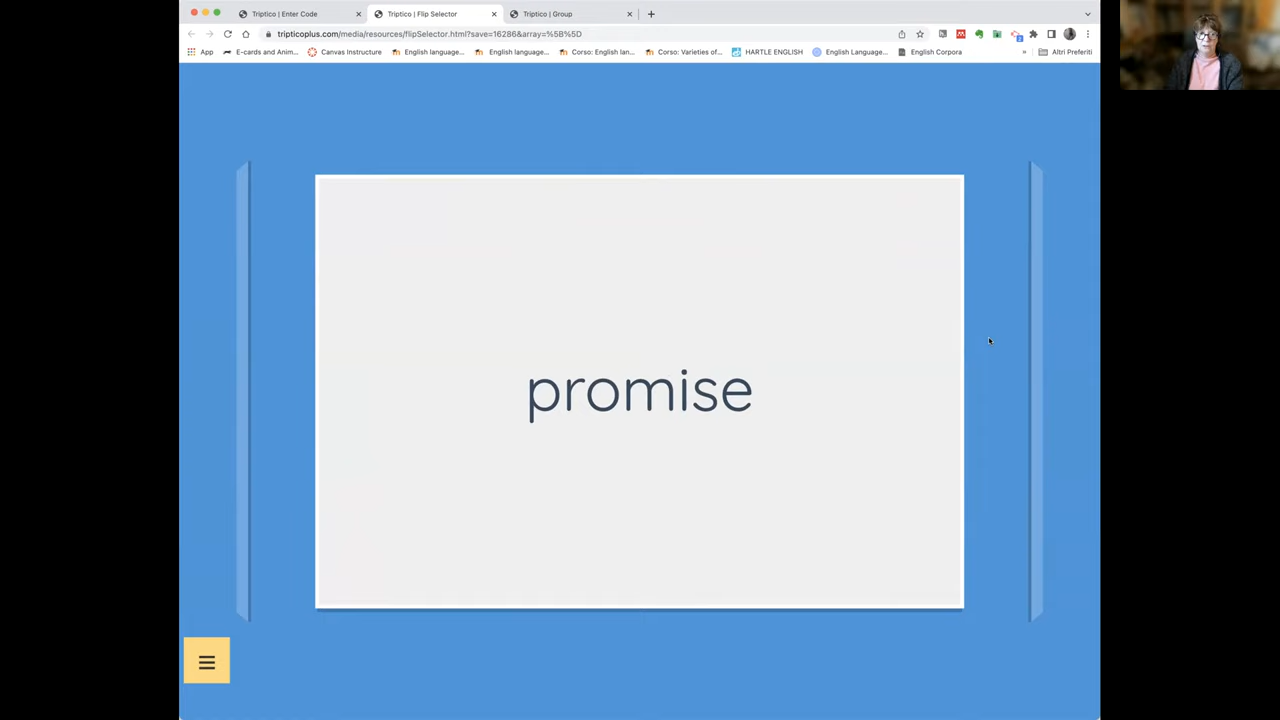 Triptico | Enter Code
Triptico | Flip Selector
Triptico | Group
tripticoplus.com/media/resources/flipSelector.html?save=16286&array=%5B%5D
App
E-cards and Anim...
Canvas Instructure
English language...
English language...
Corso: English lan...
Corso: Varieties of...
HARTLE ENGLISH
English Language...
English Corpora
»
Altri Preferiti
promise